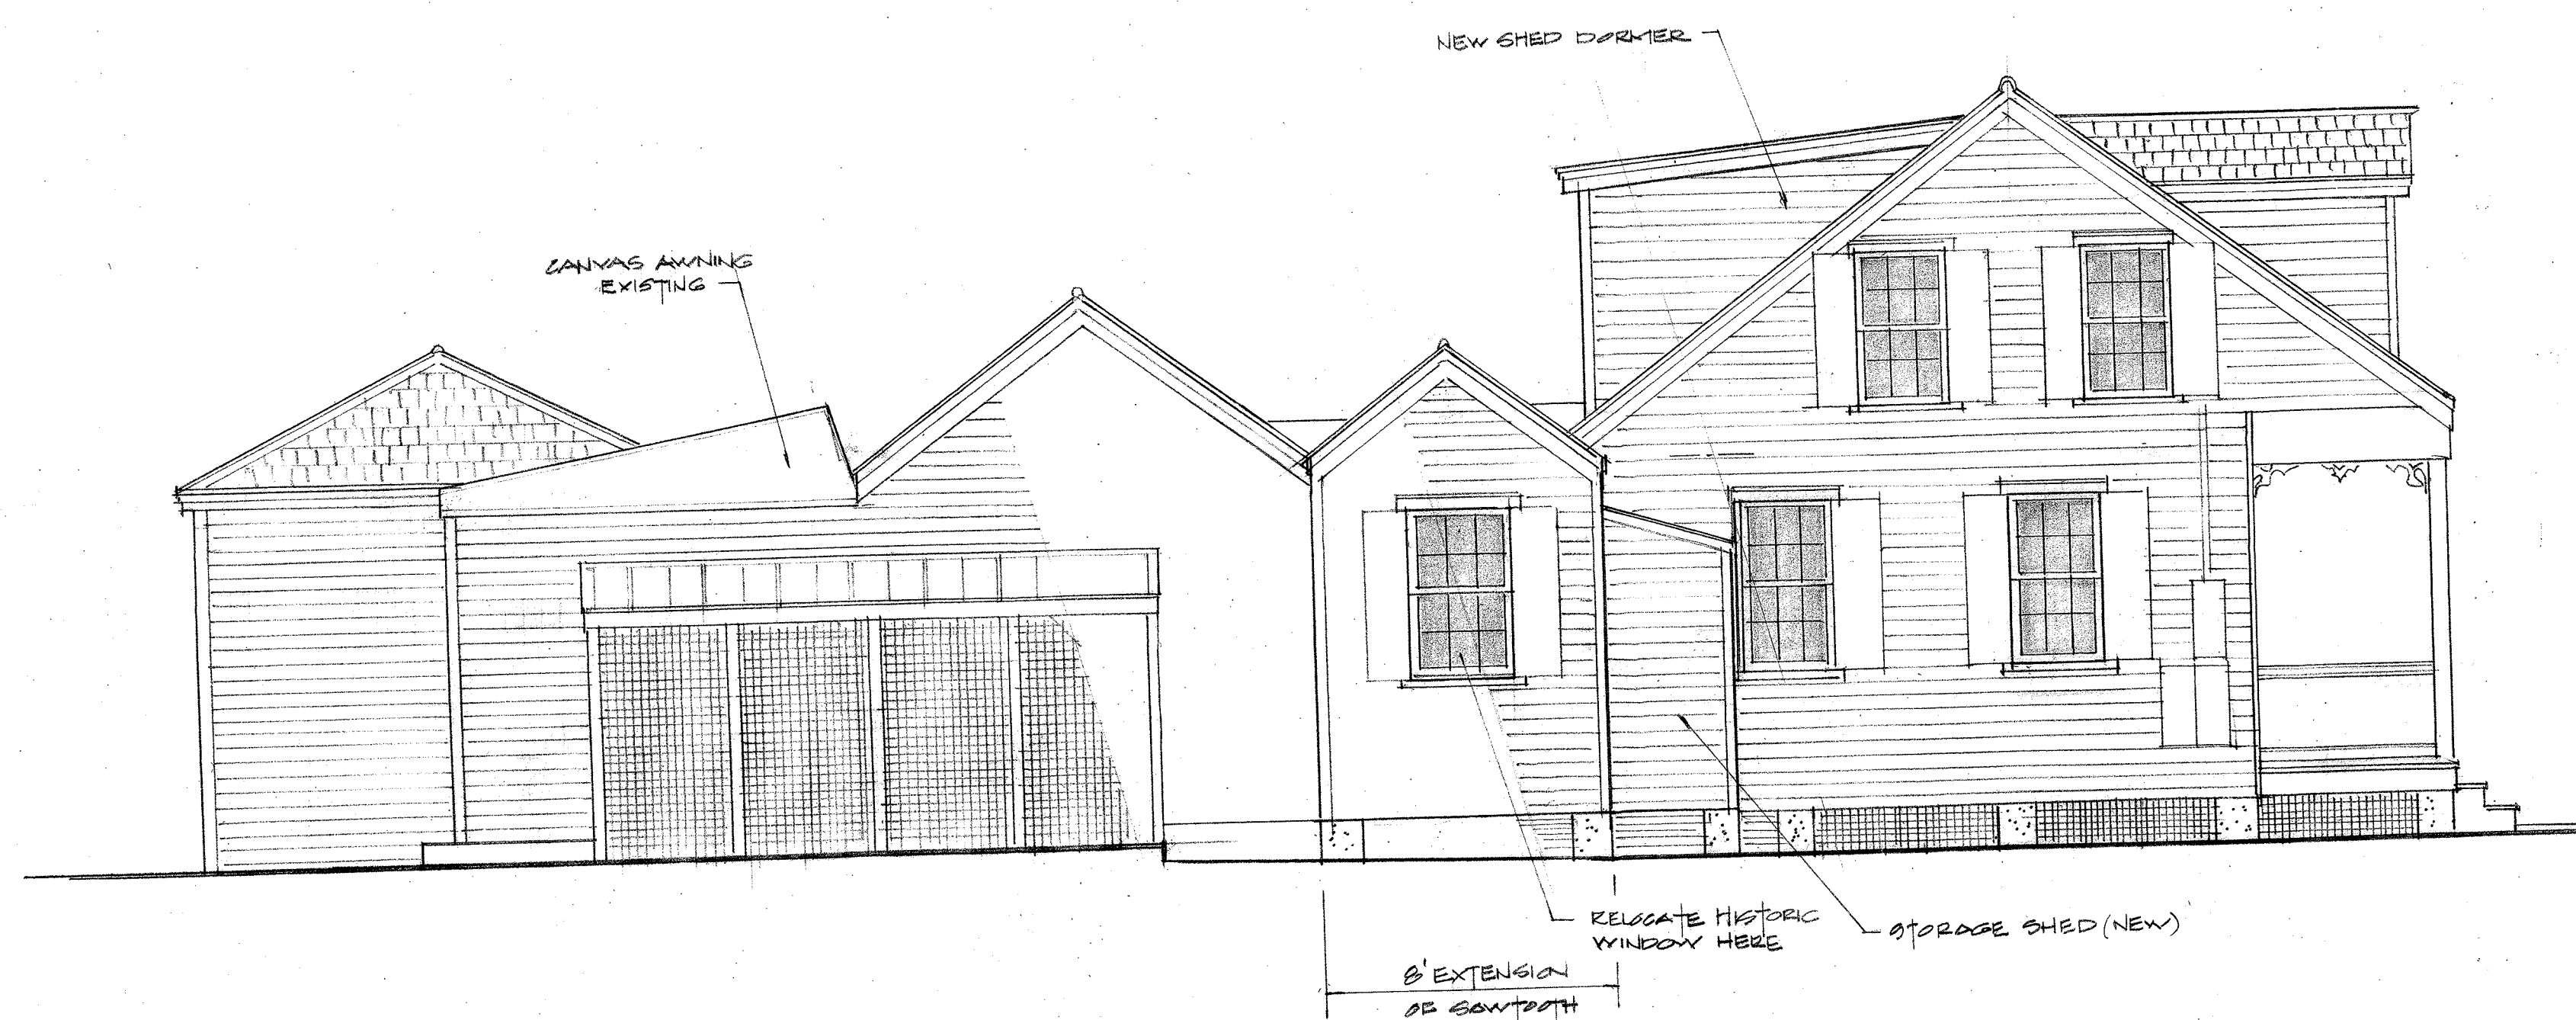 NEW SHED DORMER
CANVAS AWNING
EXISTING
RELOCATE HISTORIC
WINDOW HERE
STORAGE SHED (NEW)
8' EXTENSION
OF SAWTOOTH